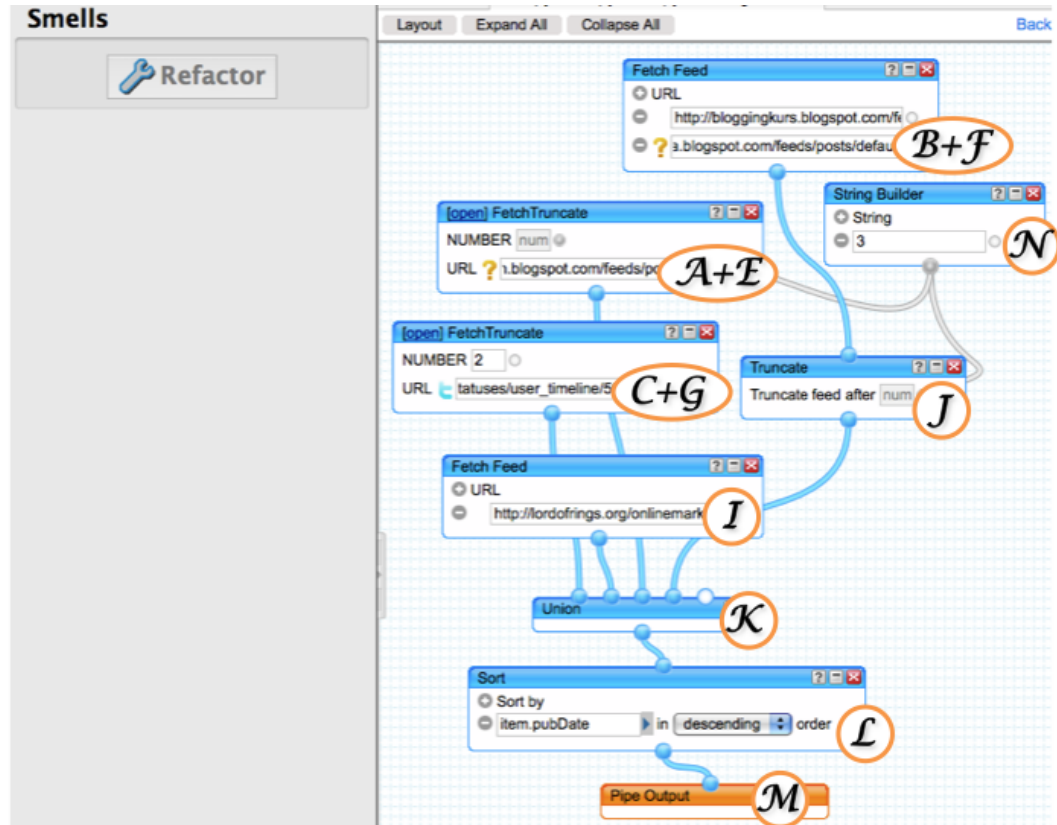 Smells
Refactor
Layout Expand All Collapse All Back
Fetch Feed
URL
http://bloggingkurs.blogspot.com/fe
a.blogspot.com/feeds/posts/defau
B+F
String Builder
String
3
N
[open] FetchTruncate
NUMBER num
URL ? n.blogspot.com/feeds/po
A+E
[open] FetchTruncate
NUMBER 2
URL tatuses/user_timeline/5
C+G
Truncate
Truncate feed after num
J
Fetch Feed
URL
http://lordofrings.org/onlinemark
I
Union
K
Sort
Sort by
item.pubDate in descending order
L
Pipe Output
M